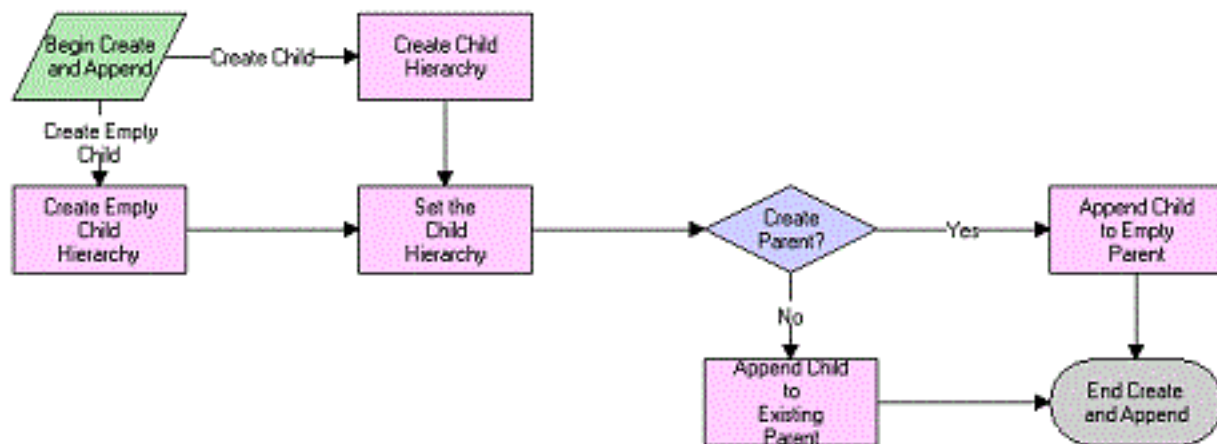 Begin Create
and Append
Create Child
Create Child
Hierarchy
Create Empty
Child
Create Empty
Child
Hierarchy
Set the
Child
Hierarchy
Create
Parent?
Yes
Append Child
to Empty
Parent
No
Append Child
to
Existing
Parent
End Create
and Append